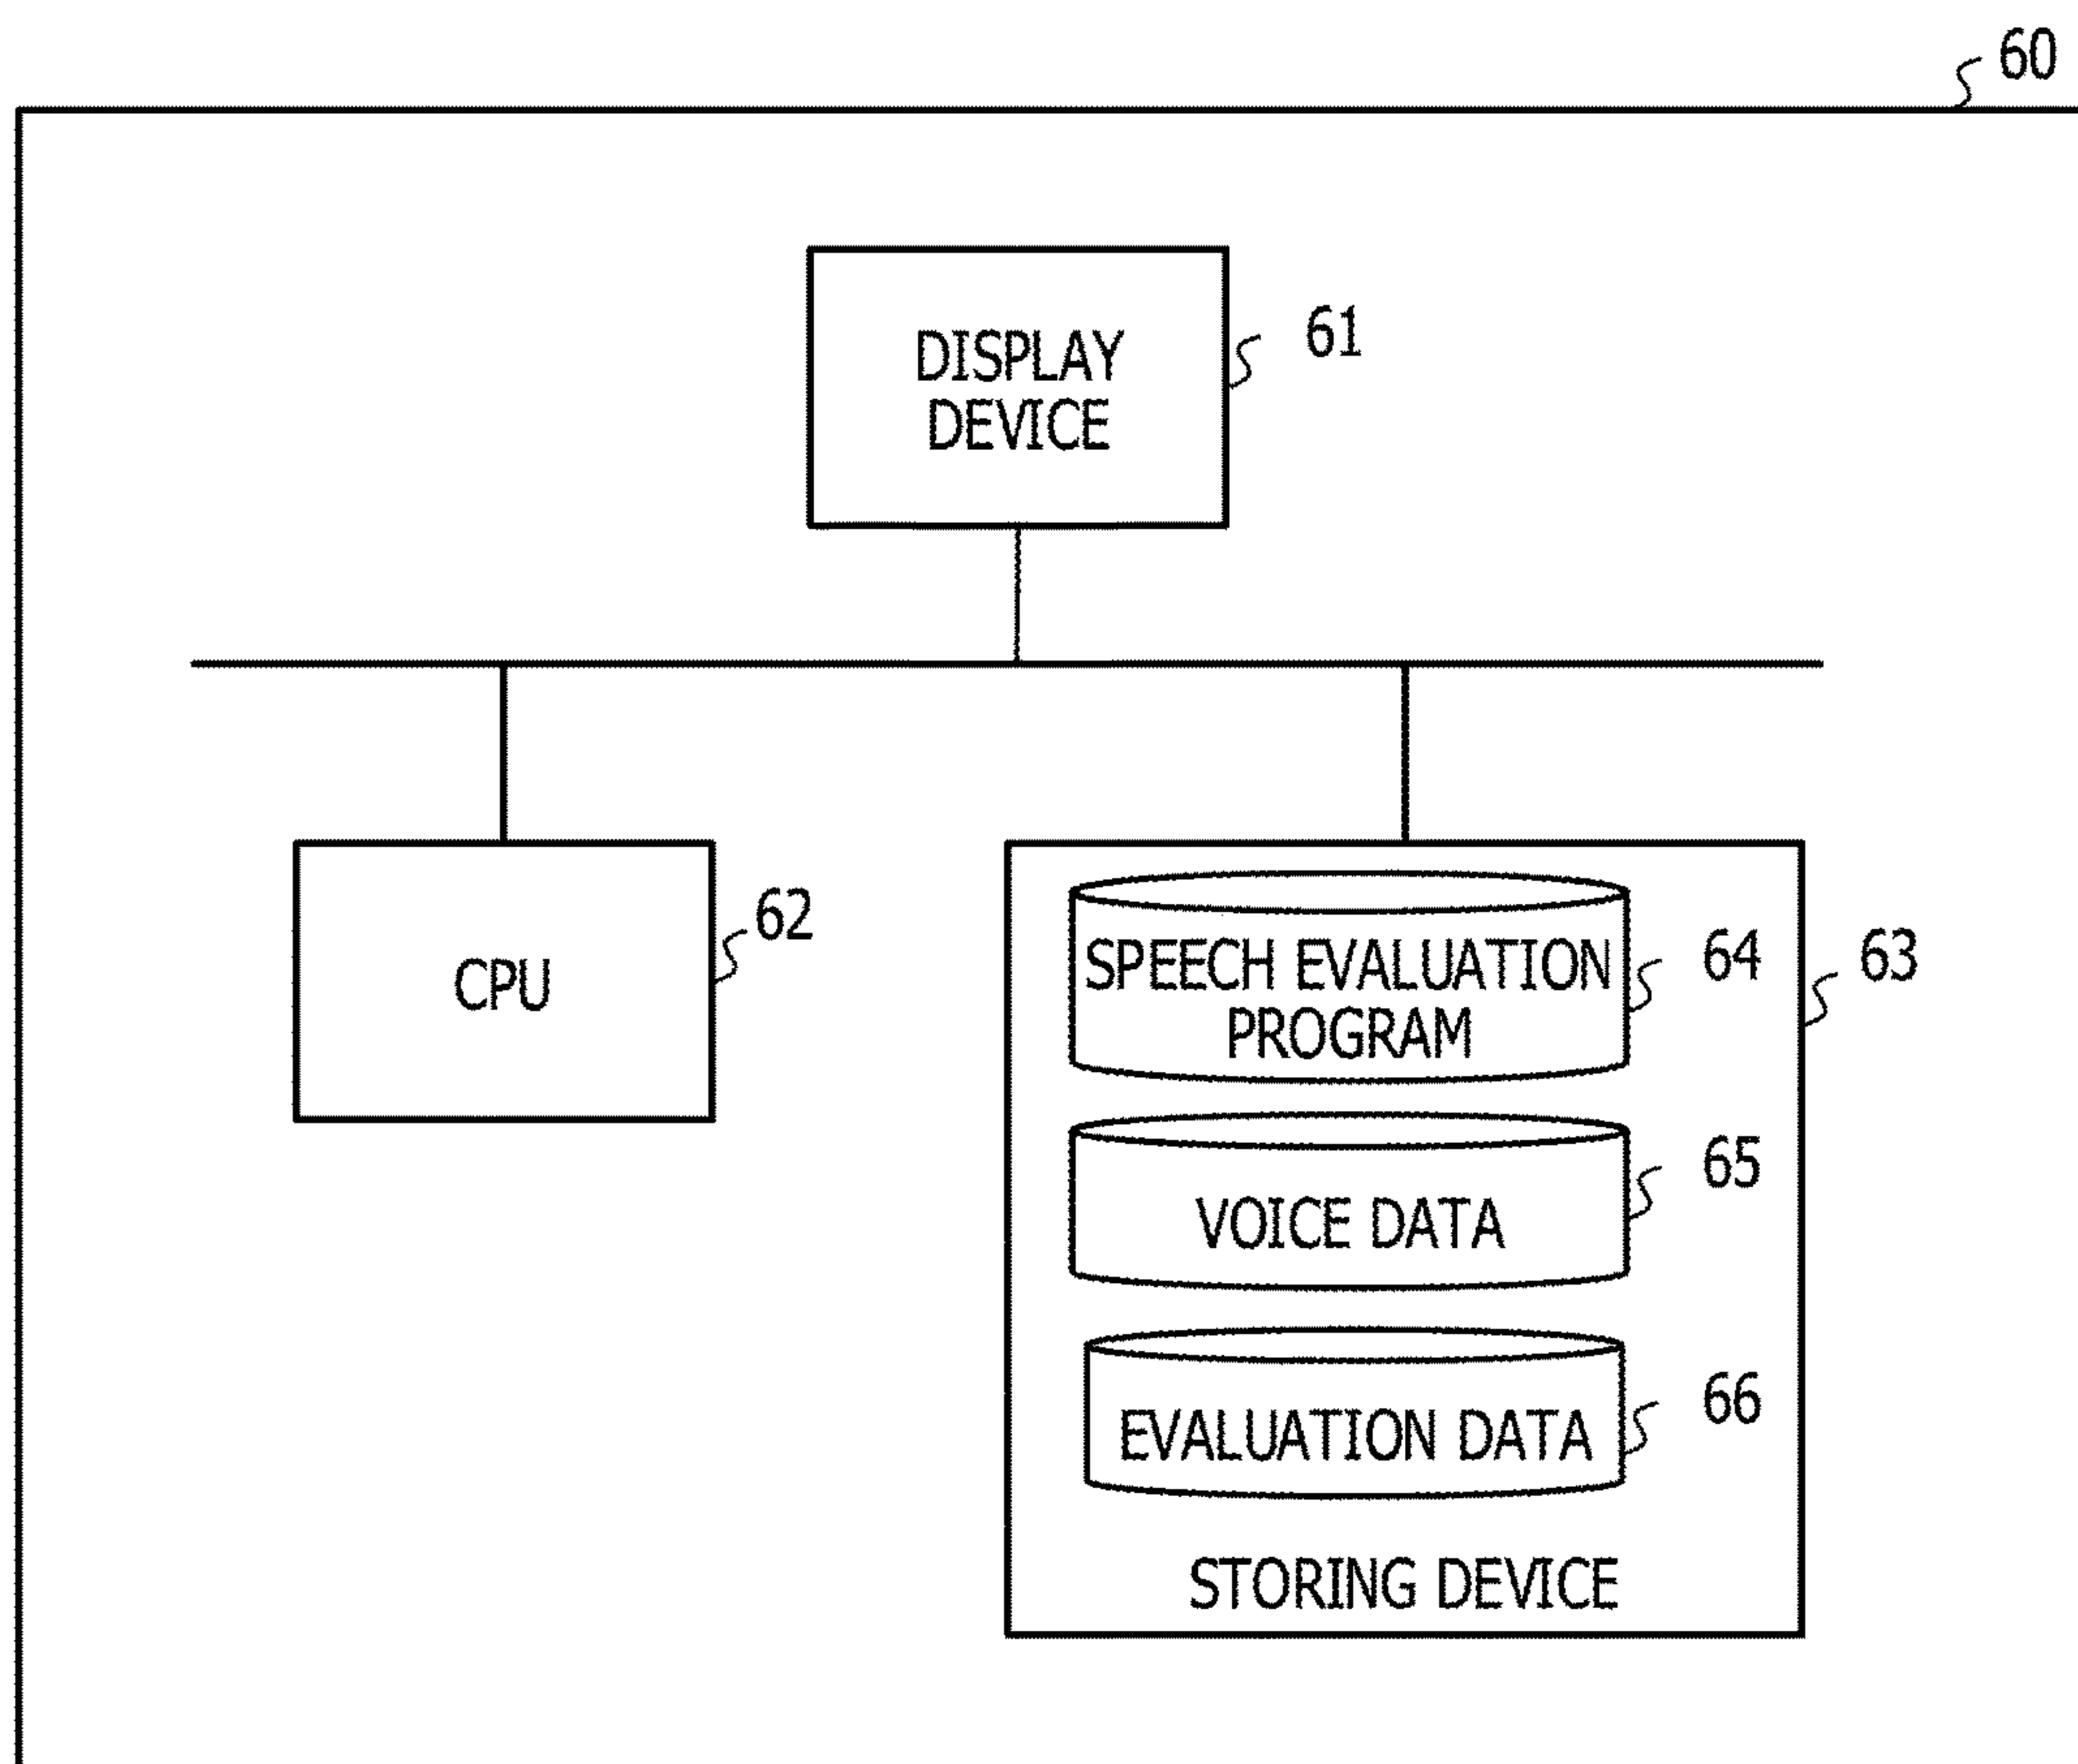 60
DISPLAY
DEVICE
61
CPU
62
SPEECH EVALUATION
PROGRAM
64
63
VOICE DATA
65
EVALUATION DATA
66
STORING DEVICE